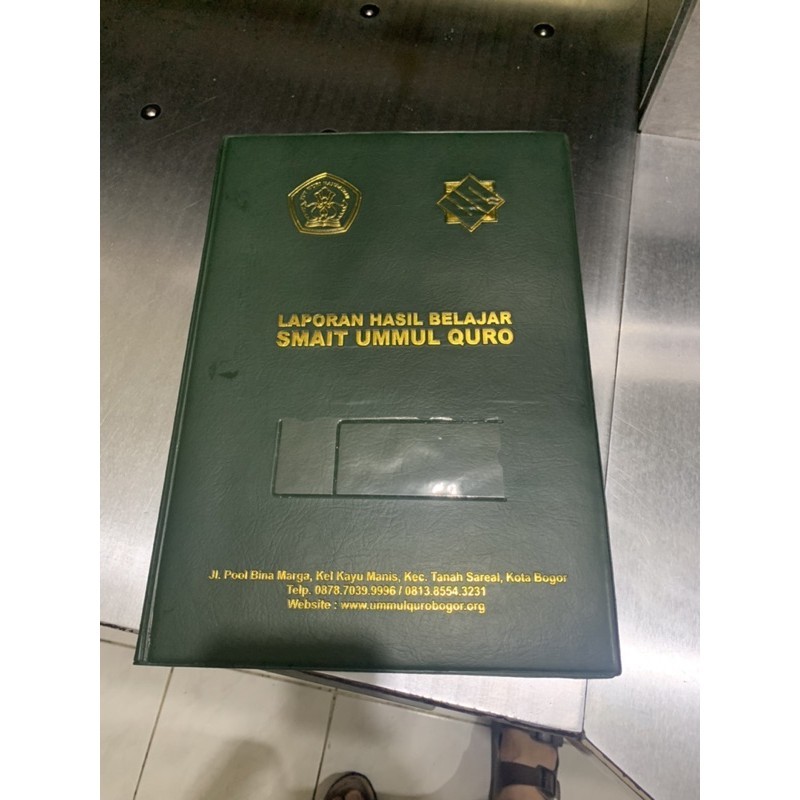 LAPORAN HASIL BELAJAR
SMAIT UMMUL QURO
Jl. Pool Bina Marga, Kel Kayu Manis, Kec. Tanah Sareal, Kota Bogor
Telp. 0878.7039.9996 / 0813.8554.3231
Website : www.ummulqurobogor.org